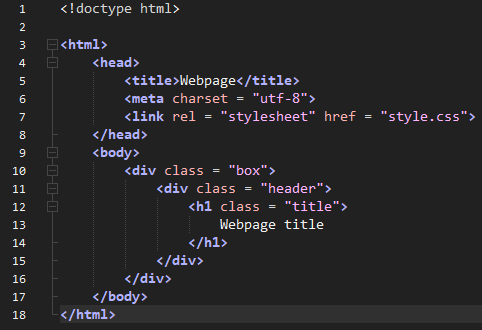 1 <!doctype html>
2
3 <html>
4     <head>
5         <title>Webpage</title>
6         <meta charset = "utf-8">
7         <link rel = "stylesheet" href = "style.css">
8     </head>
9     <body>
10         <div class = "box">
11             <div class = "header">
12                 <h1 class = "title">
13                     Webpage title
14                 </h1>
15             </div>
16         </div>
17     </body>
18 </html>